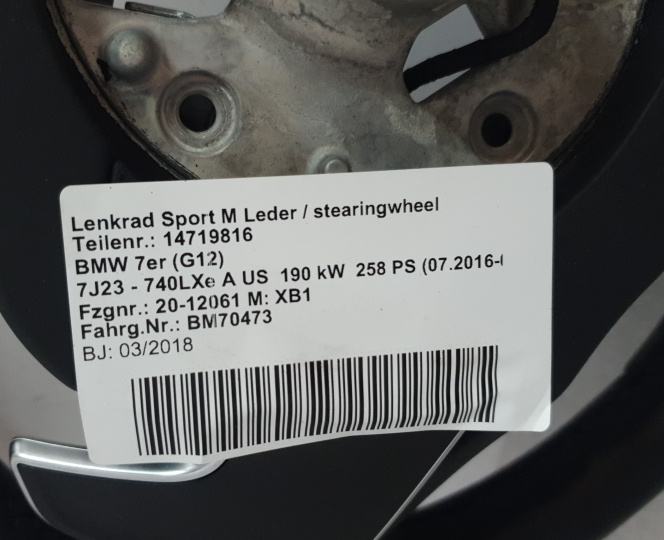 Lenkrad Sport M Leder / stearingwheel
Teilenr.: 14719816
BMW 7er (G12)
7J23 - 740LXe A US 190 kW 258 PS (07.2016-
Fzgnr.: 20-12061 M: XB1
Fahrg.Nr.: BM70473
BJ: 03/2018